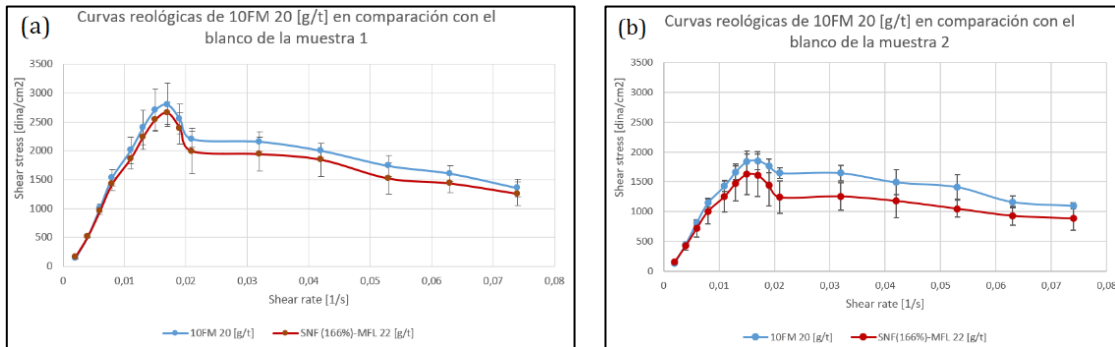 (a)
Curvas reológicas de 10FM 20 [g/t] en comparación con el
blanco de la muestra 1
Shear stress [dina/cm2]
3500
3000
2500
2000
1500
1000
500
0
0
0,01
0,02
0,03
0,04
0,05
0,06
0,07
0,08
Shear rate [1/s]
10FM 20 [g/t]
SNF (166%)-MFL 22 [g/t]
(b)
Curvas reológicas de 10FM 20 [g/t] en comparación con el
blanco de la muestra 2
Shear stress [dina/cm2]
3500
3000
2500
2000
1500
1000
500
0
0
0,01
0,02
0,03
0,04
0,05
0,06
0,07
0,08
Shear rate [1/s]
10FM 20 [g/t]
SNF(166%)-MFL 22 [g/t]